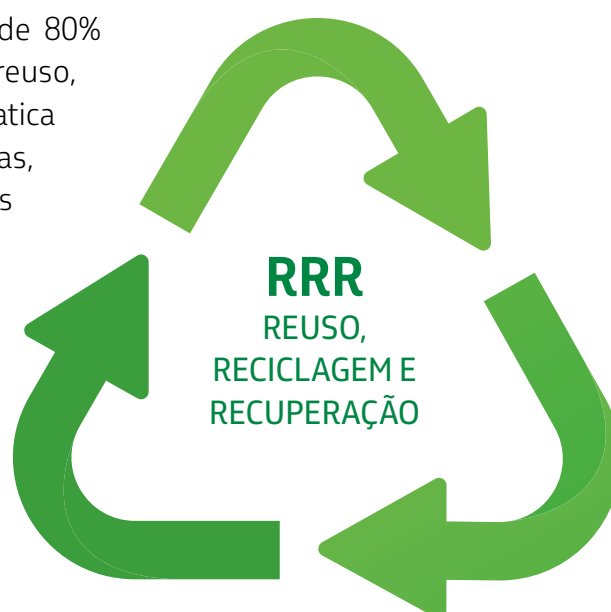 de 80%
reuso,
atica
as,
s
RRR
REUSO,
RECICLAGEM E
RECUPERAÇÃO